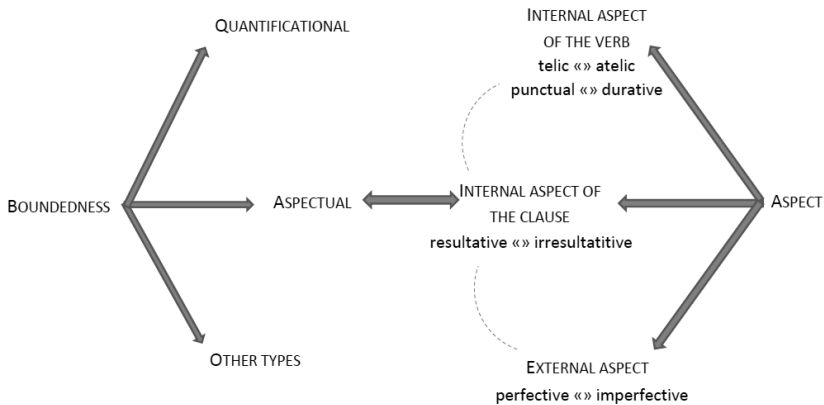 QUANTIFICATIONAL
INTERNAL ASPECT
OF THE VERB
telic «» atelic
punctual «» durative
BOUNDEDNESS
ASPECTUAL
INTERNAL ASPECT OF
THE CLAUSE
resultative «» irresultatitive
ASPECT
OTHER TYPES
EXTERNAL ASPECT
perfective «» imperfective